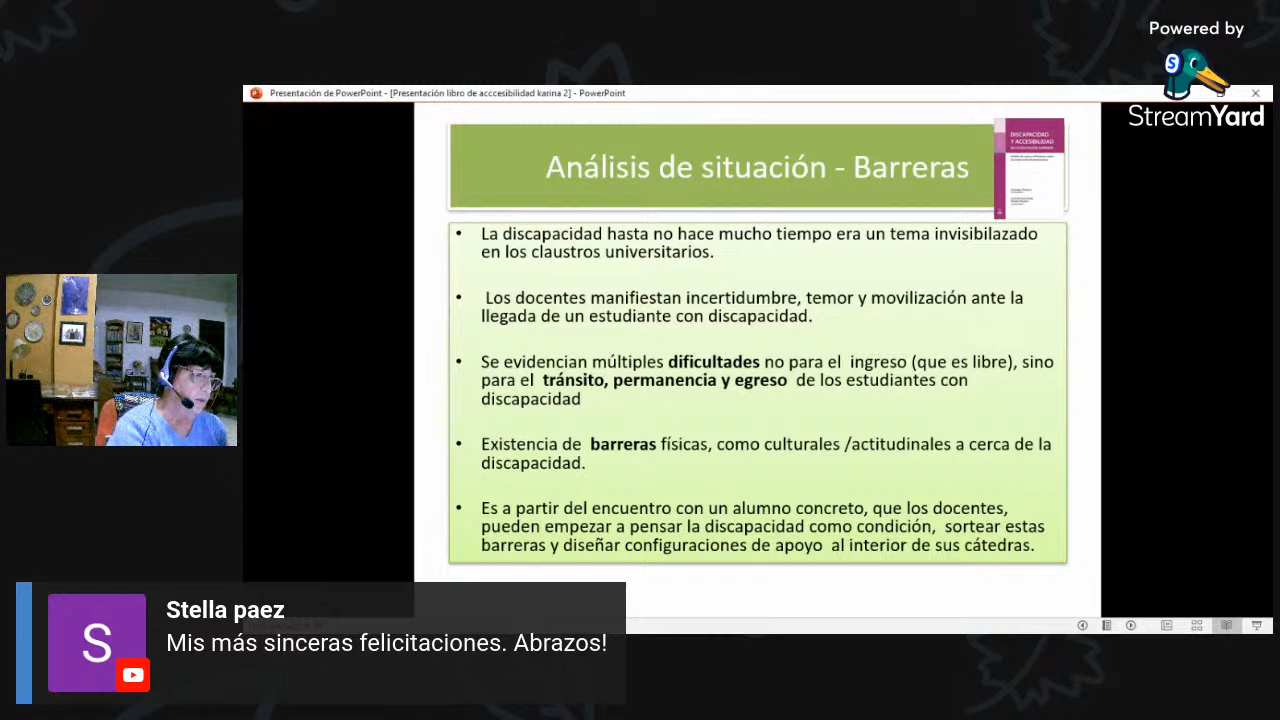 Powered by
StreamYard
Presentación de PowerPoint - [Presentación libro de acccesibilidad karina 2] - PowerPoint
Análisis de situación - Barreras
DISCAPACIDAD
Y ACCESIBILIDAD
• La discapacidad hasta no hace mucho tiempo era un tema invisibilazado
en los claustros universitarios.
• Los docentes manifiestan incertidumbre, temor y movilización ante la
llegada de un estudiante con discapacidad.
• Se evidencian múltiples dificultades no para el ingreso (que es libre), sino
para el tránsito, permanencia y egreso de los estudiantes con
discapacidad
• Existencia de barreras físicas, como culturales /actitudinales a cerca de la
discapacidad.
• Es a partir del encuentro con un alumno concreto, que los docentes,
pueden empezar a pensar la discapacidad como condición, sortear estas
barreras y diseñar configuraciones de apoyo al interior de sus cátedras.
S
Stella paez
Mis más sinceras felicitaciones. Abrazos!